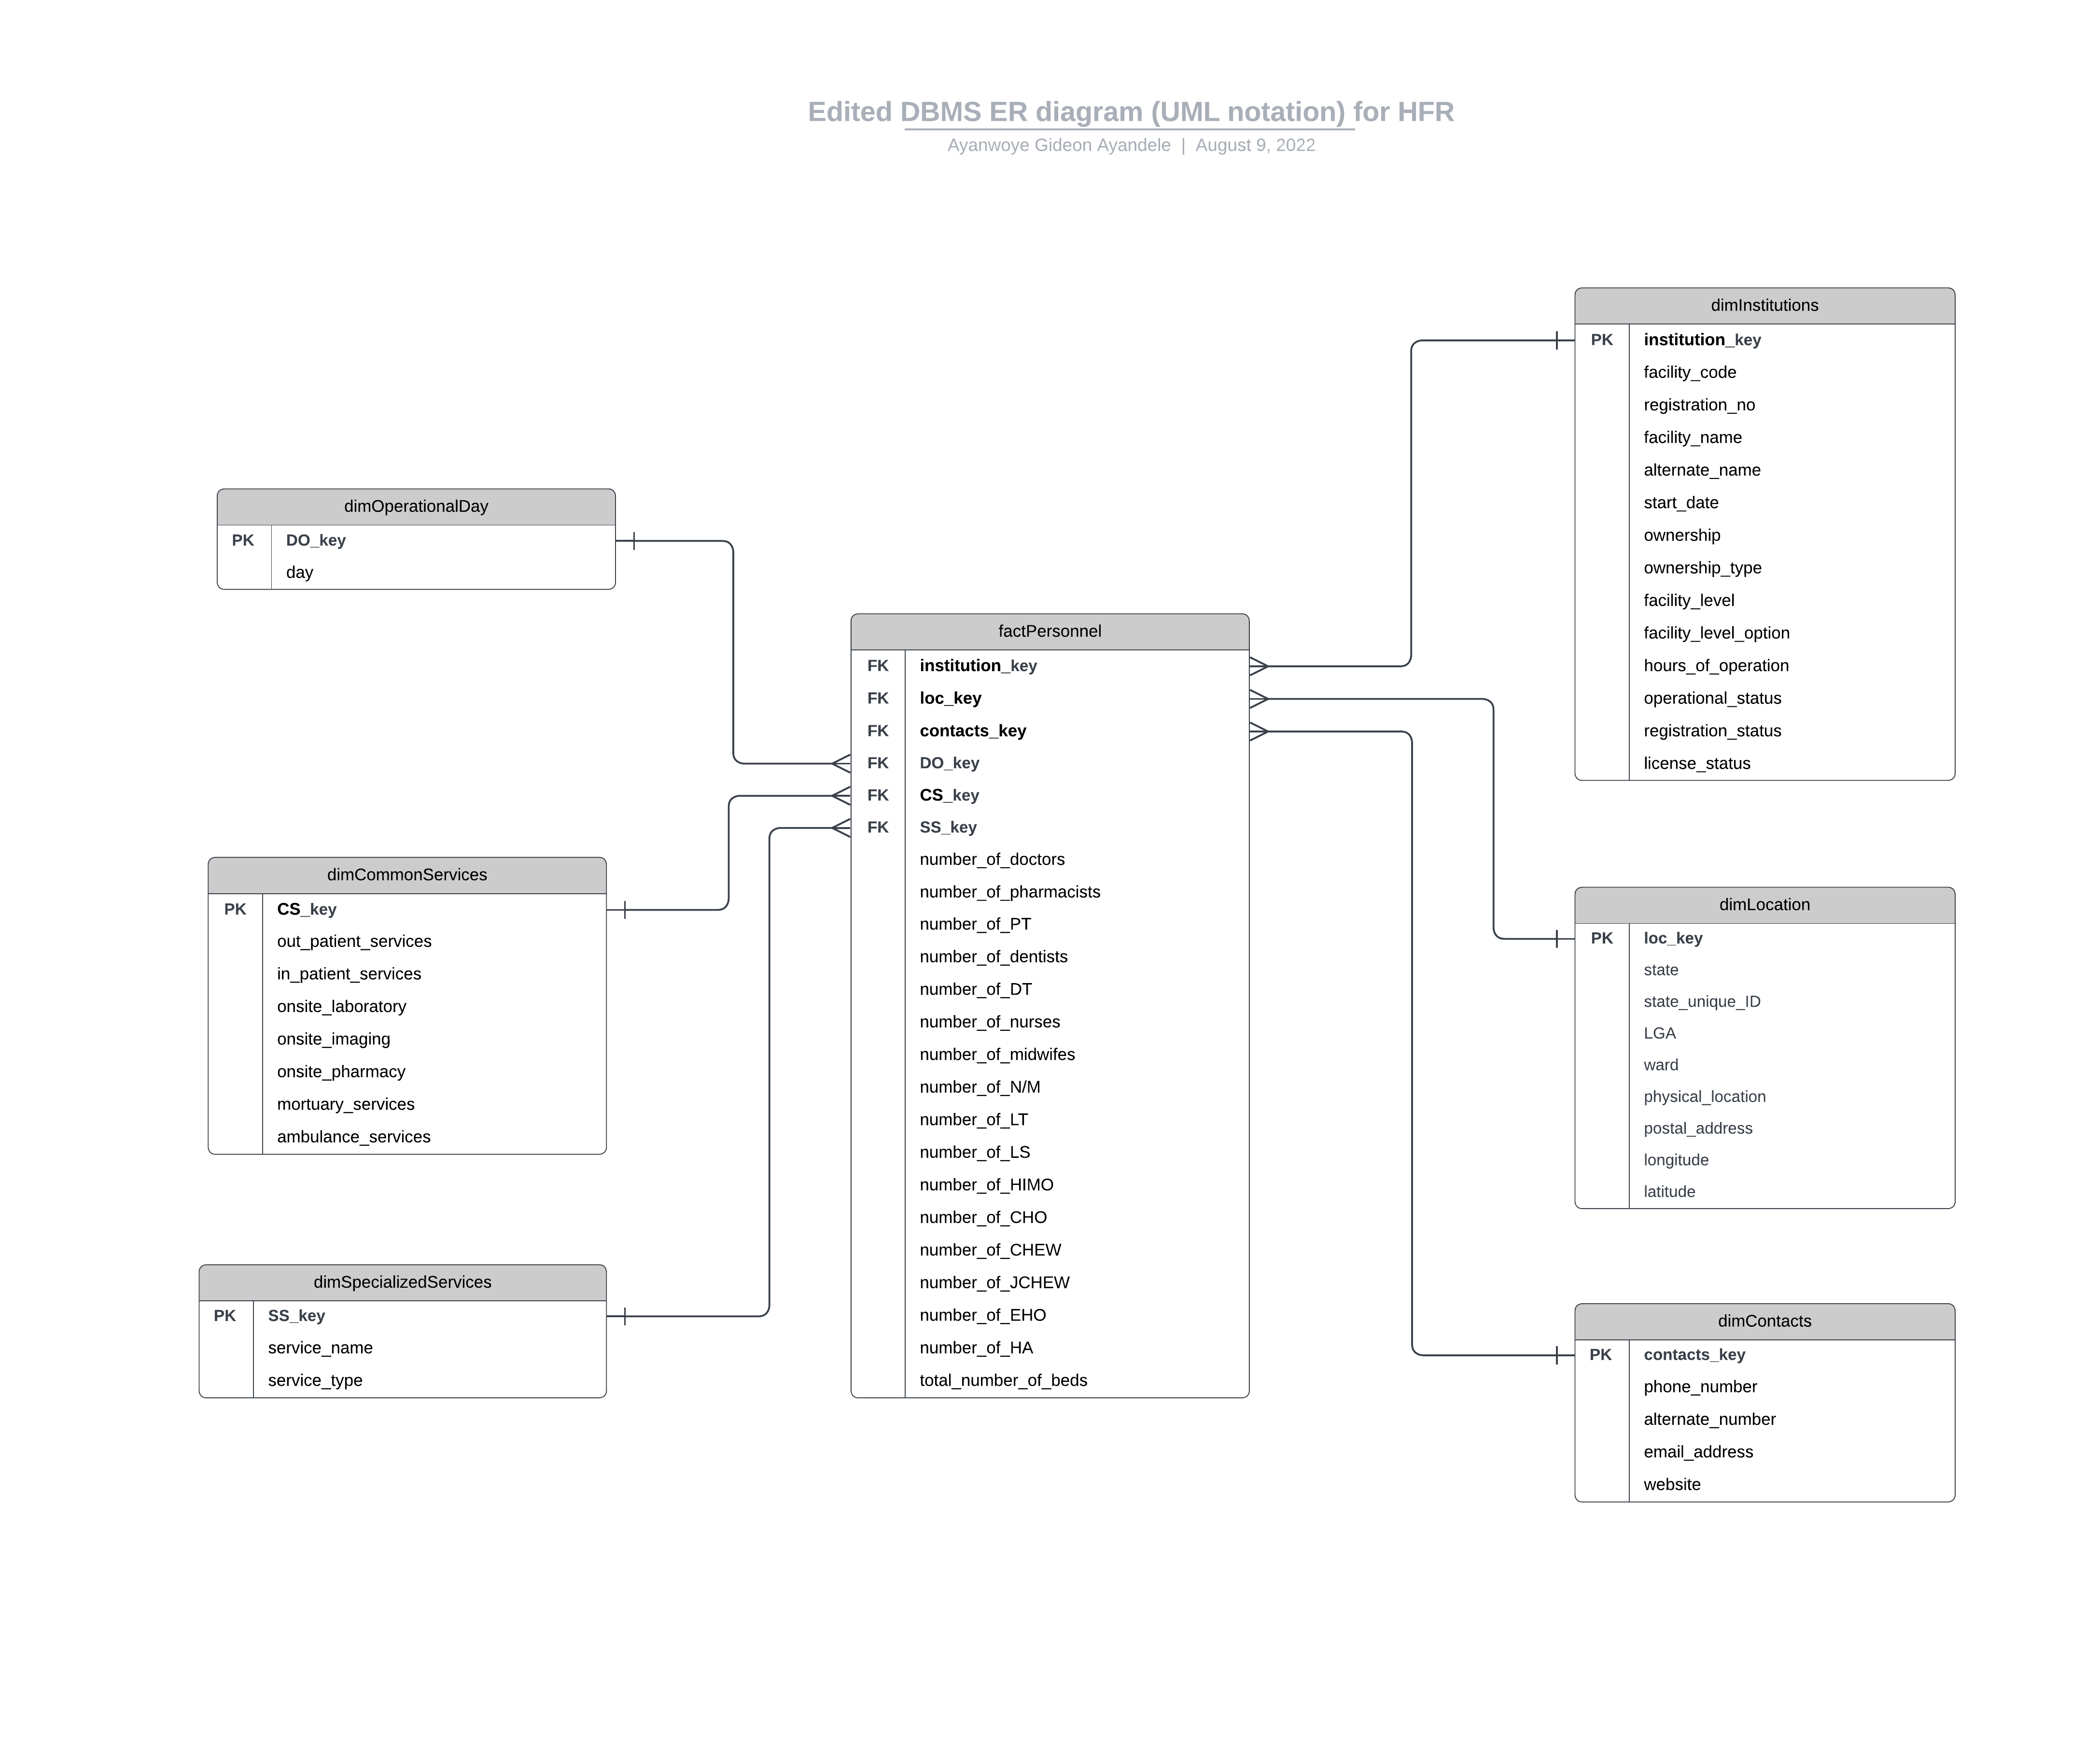 Edited DBMS ER diagram (UML notation) for HFR
Ayanwoye Gideon Ayandele | August 9, 2022
dimOperationalDay
PK DO_key
day
dimCommonServices
PK CS_key
out_patient_services
in_patient_services
onsite_laboratory
onsite_imaging
onsite_pharmacy
mortuary_services
ambulance_services
dimSpecializedServices
PK SS_key
service_name
service_type
factPersonnel
FK institution_key
FK loc_key
FK contacts_key
FK DO_key
FK CS_key
FK SS_key
number_of_doctors
number_of_pharmacists
number_of_PT
number_of_dentists
number_of_DT
number_of_nurses
number_of_midwifes
number_of_N/M
number_of_LT
number_of_LS
number_of_HIMO
number_of_CHO
number_of_CHEW
number_of_JCHEW
number_of_EHO
number_of_HA
total_number_of_beds
dimInstitutions
PK institution_key
facility_code
registration_no
facility_name
alternate_name
start_date
ownership
ownership_type
facility_level
facility_level_option
hours_of_operation
operational_status
registration_status
license_status
dimLocation
PK loc_key
state
state_unique_ID
LGA
ward
physical_location
postal_address
longitude
latitude
dimContacts
PK contacts_key
phone_number
alternate_number
email_address
website